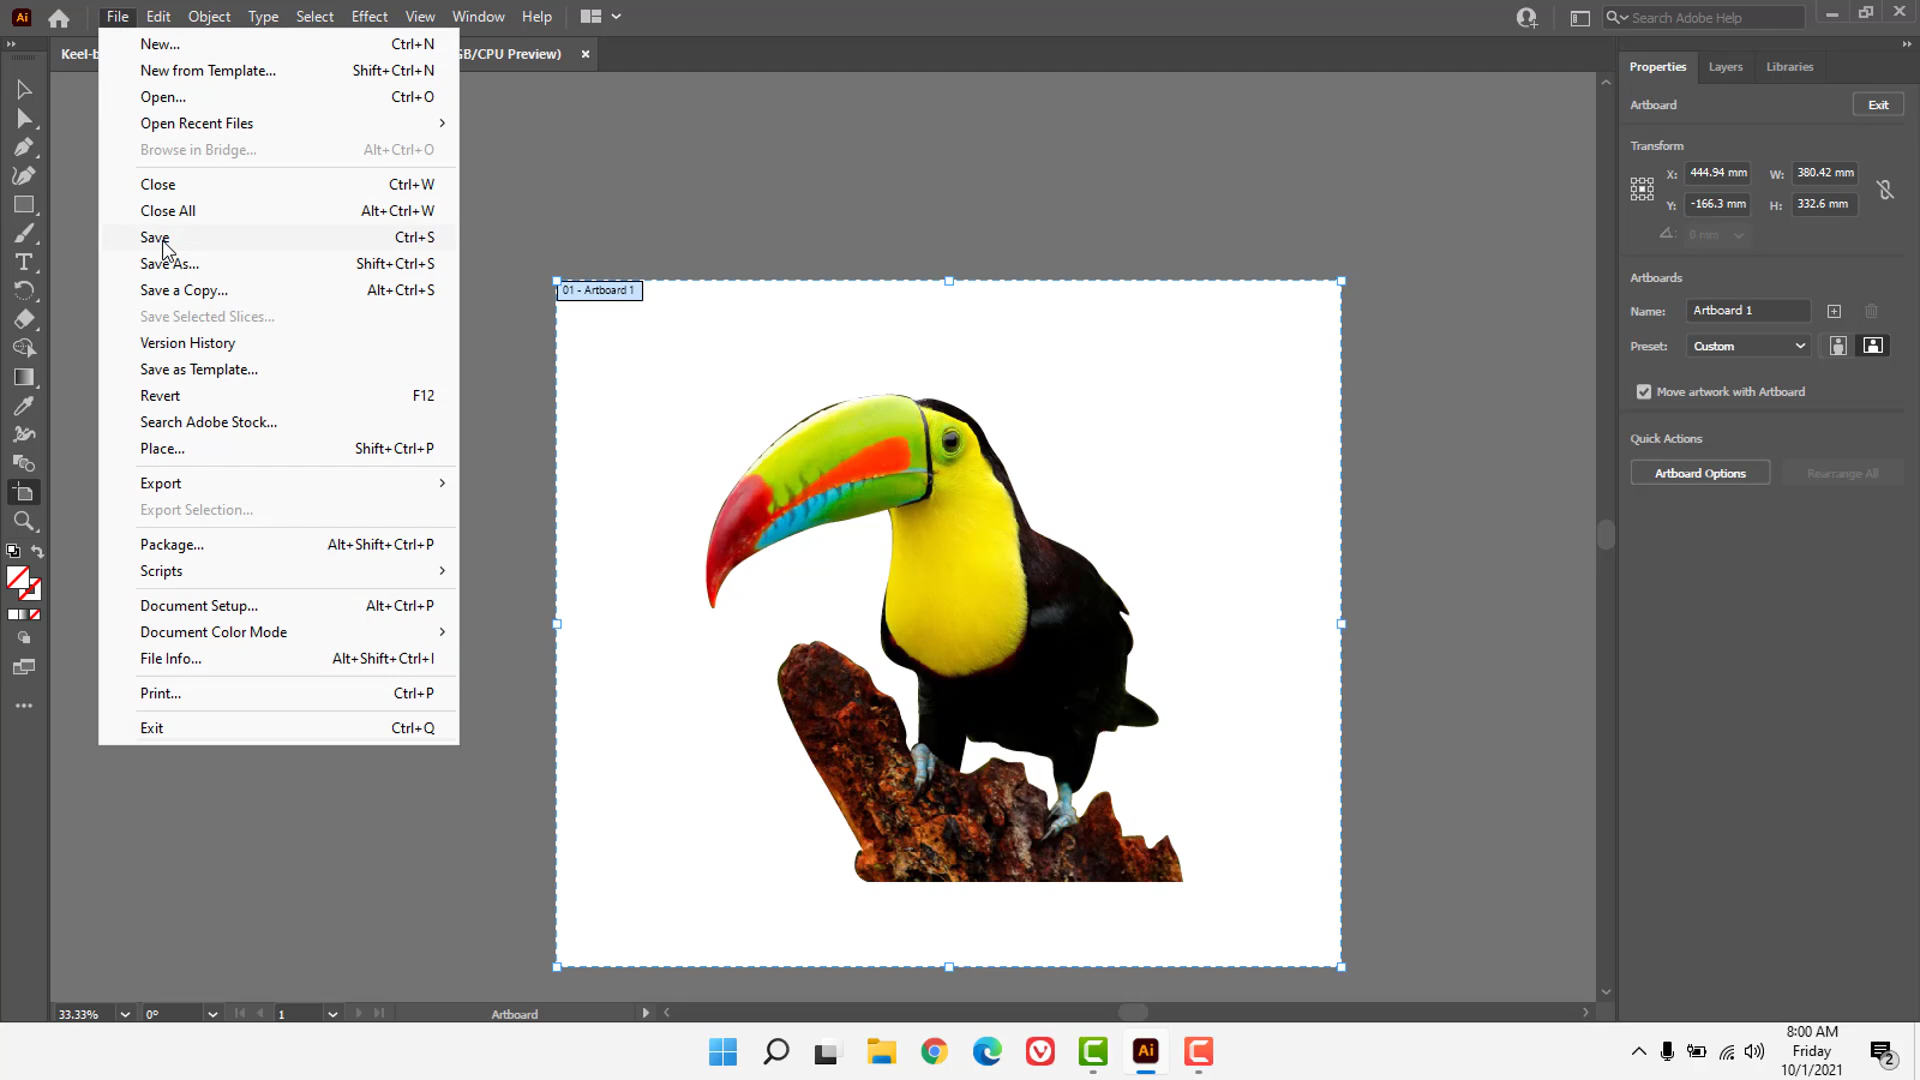 Ai File Edit Object Type Select Effect View Window Help Search Adobe Help
Keel-b GB/CPU Preview) ×
New... Ctrl+N
New from Template... Shift+Ctrl+N
Open... Ctrl+O
Open Recent Files
Browse in Bridge... Alt+Ctrl+O
Close Ctrl+W
Close All Alt+Ctrl+W
Save Ctrl+S
Save As... Shift+Ctrl+S
Save a Copy... Alt+Ctrl+S
Save Selected Slices...
Version History
Save as Template...
Revert F12
Search Adobe Stock...
Place... Shift+Ctrl+P
Export
Export Selection...
Package... Alt+Shift+Ctrl+P
Scripts
Document Setup... Alt+Ctrl+P
Document Color Mode
File Info... Alt+Shift+Ctrl+I
Print... Ctrl+P
Exit Ctrl+Q
01 - Artboard 1
Properties Layers Libraries
Artboard Exit
Transform
X: 444.94 mm W: 380.42 mm
Y: -166.3 mm H: 332.6 mm
0 mm
Artboards
Name: Artboard 1
Preset: Custom
Move artwork with Artboard
Quick Actions
Artboard Options Rearrange All
33.33% 0° 1 Artboard
Ai
8:00 AM
Friday
10/1/2021
2